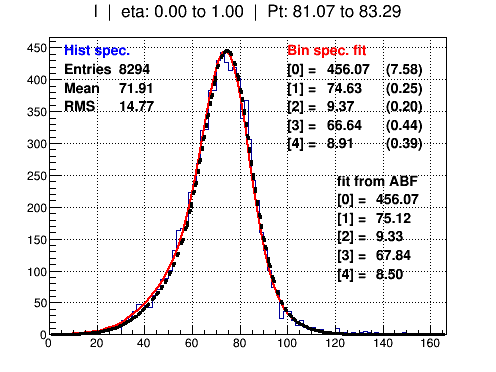 I | eta: 0.00 to 1.00 | Pt: 81.07 to 83.29
Hist spec.
Entries 8294
Mean 71.91
RMS 14.77
Bin spec. fit
[0] = 456.07 (7.58)
[1] = 74.63 (0.25)
[2] = 9.37 (0.20)
[3] = 66.64 (0.44)
[4] = 8.91 (0.39)
fit from ABF
[0] = 456.07
[1] = 75.12
[2] = 9.33
[3] = 67.84
[4] = 8.50
450
400
350
300
250
200
150
100
50
0
0 20 40 60 80 100 120 140 160